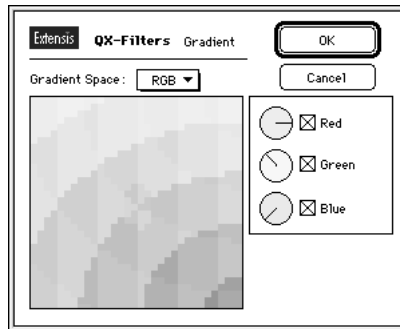 Extensis QX-Filters Gradient
OK
Gradient Space: RGB
Cancel
Red
Green
Blue